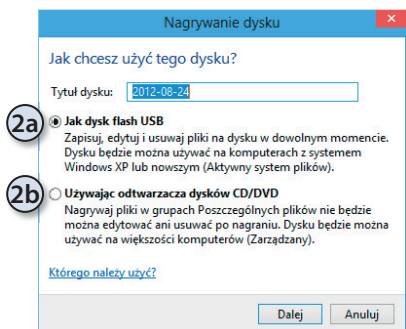 Nagrywanie dysku
Jak chcesz użyć tego dysku?
Tytuł dysku: 2012-08-24
2a Jak dysk flash USB
Zapisuj, edytuj i usuwaj pliki na dysku w dowolnym momencie.
Dysku będzie można używać na komputerach z systemem
Windows XP lub nowszym (Aktywny system plików).
2b Używając odtwarzacza dysków CD/DVD
Nagrywaj pliki w grupach Poszczególnych plików nie będzie
można edytować ani usuwać po nagraniu. Dysku będzie można
używać na większości komputerów (Zarządzany).
Którego należy użyć?
Dalej Anuluj